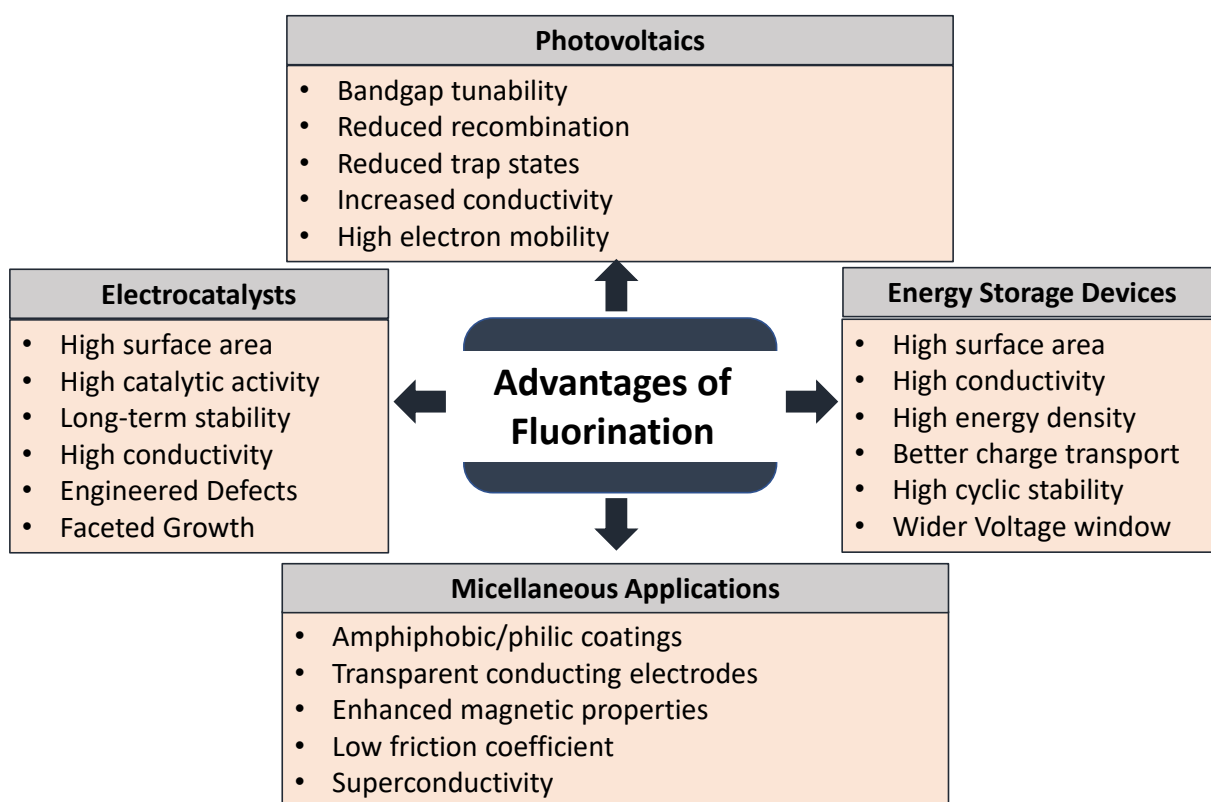 Photovoltaics
• Bandgap tunability
• Reduced recombination
• Reduced trap states
• Increased conductivity
• High electron mobility
Electrocatalysts
• High surface area
• High catalytic activity
• Long-term stability
• High conductivity
• Engineered Defects
• Faceted Growth
Advantages of
Fluorination
Energy Storage Devices
• High surface area
• High conductivity
• High energy density
• Better charge transport
• High cyclic stability
• Wider Voltage window
Micellaneous Applications
• Amphiphobic/philic coatings
• Transparent conducting electrodes
• Enhanced magnetic properties
• Low friction coefficient
• Superconductivity